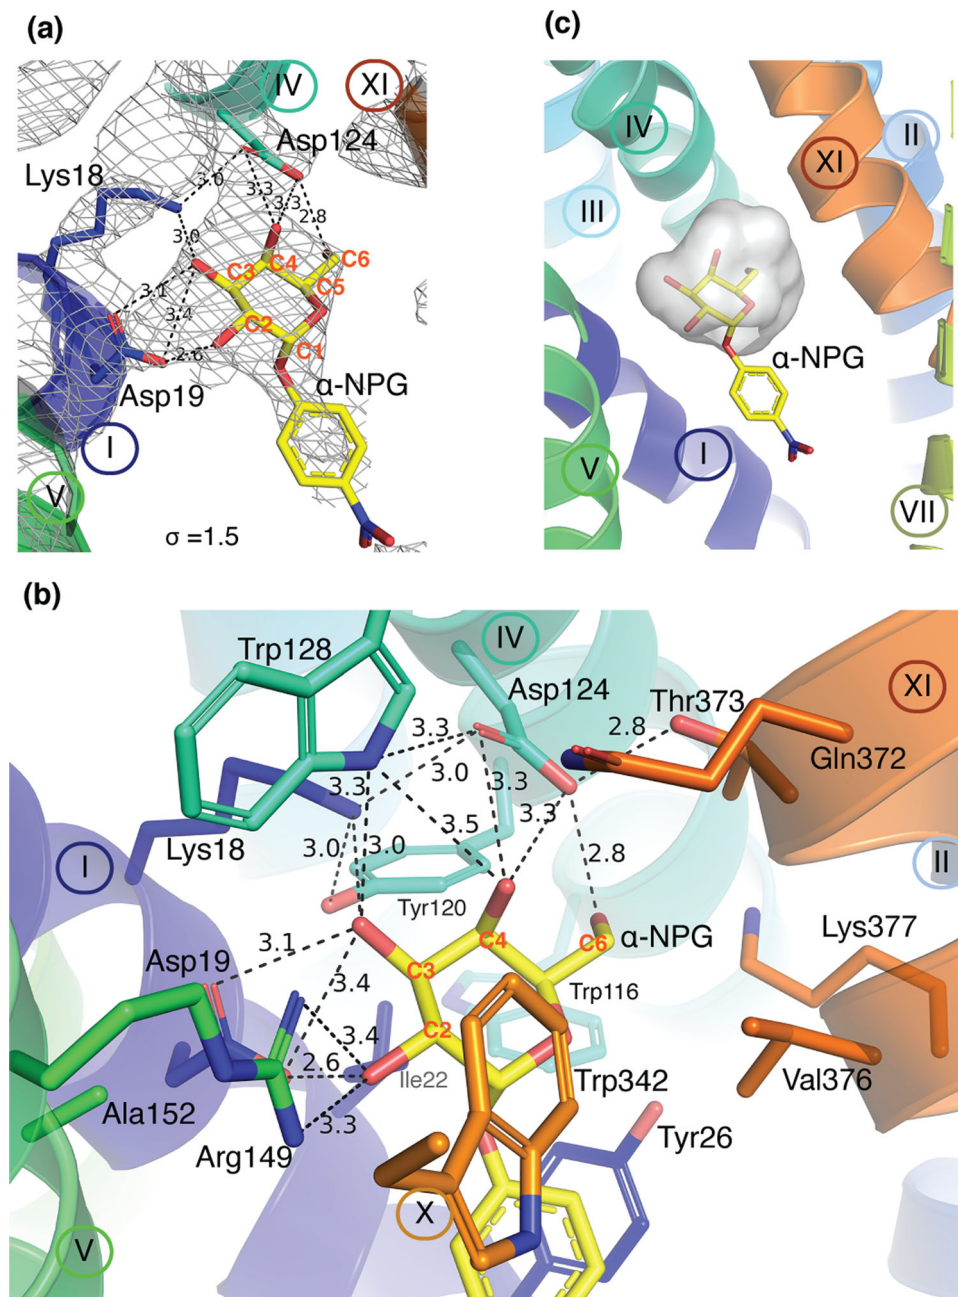 (a)
IV
XI
Asp124
Lys18
3.0
3.3
3.3
2.8
3.0
C6
C3
C4
C5
3.1
3.4
C2
2.6
C1
Asp19
α-NPG
I
V
σ =1.5
(c)
IV
II
XI
III
α-NPG
V
I
VII
(b)
Trp128
IV
Asp124
Thr373
XI
3.3
2.8
Gln372
3.0
3.3
3.3
3.3
Lys18
3.5
I
3.0
3.0
2.8
II
Tyr120
α-NPG
C4
C6
Lys377
3.1
Asp19
C3
Trp116
3.4
C2
3.4
2.6
Ile22
Trp342
Val376
Ala152
3.3
Tyr26
Arg149
X
V